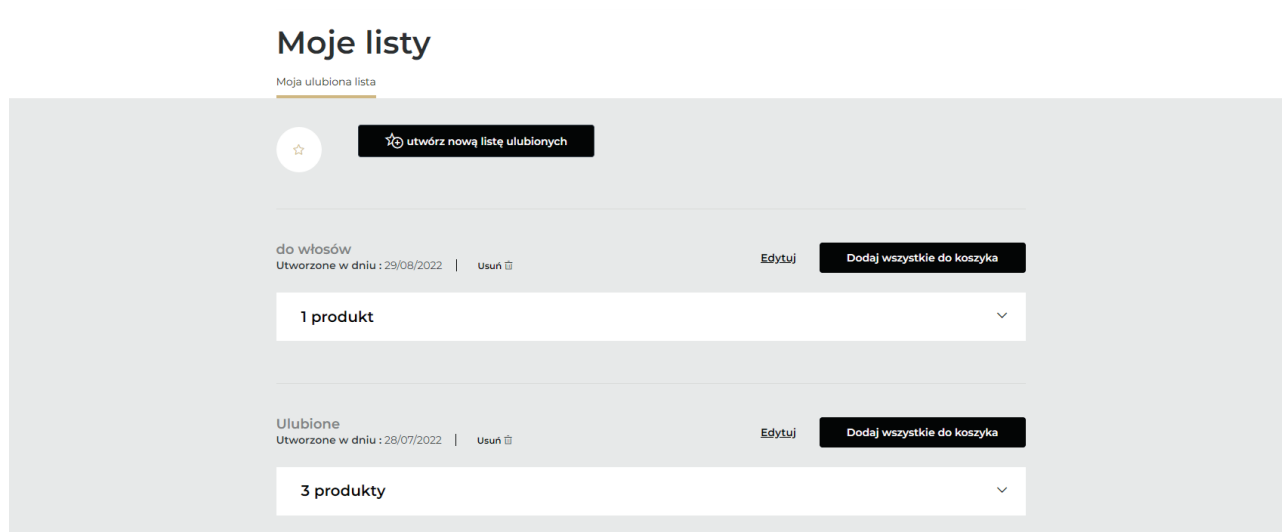 Moje listy
Moja ulubiona lista
utwórz nową listę ulubionych
do włosów
Utworzone w dniu : 29/08/2022 | Usuń
Edytuj
Dodaj wszystkie do koszyka
1 produkt
Ulubione
Utworzone w dniu : 28/07/2022 | Usuń
Edytuj
Dodaj wszystkie do koszyka
3 produkty